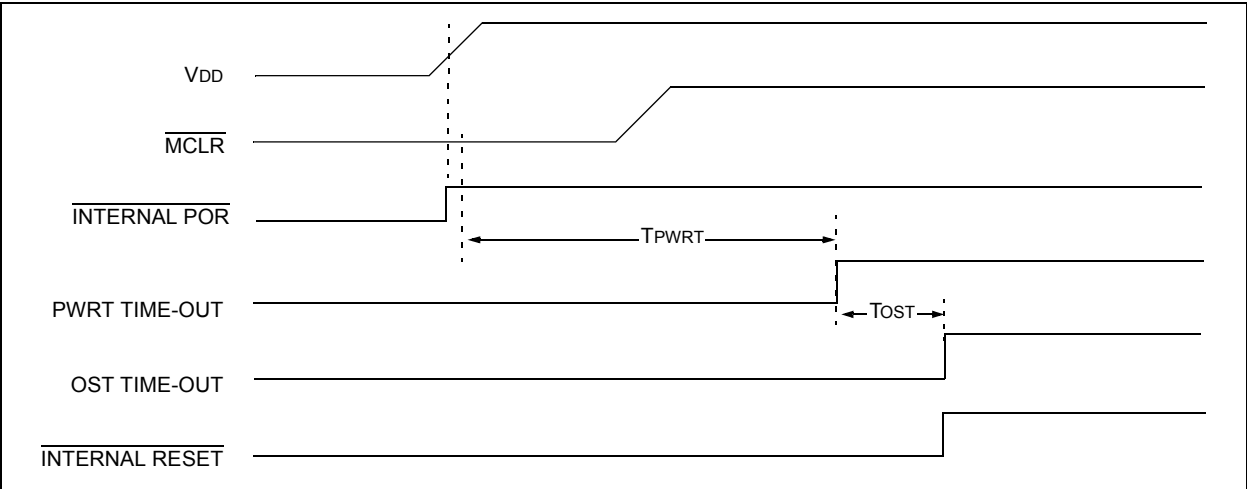 VDD
MCLR
INTERNAL POR
TPWRT
PWRT TIME-OUT
TOST
OST TIME-OUT
INTERNAL RESET